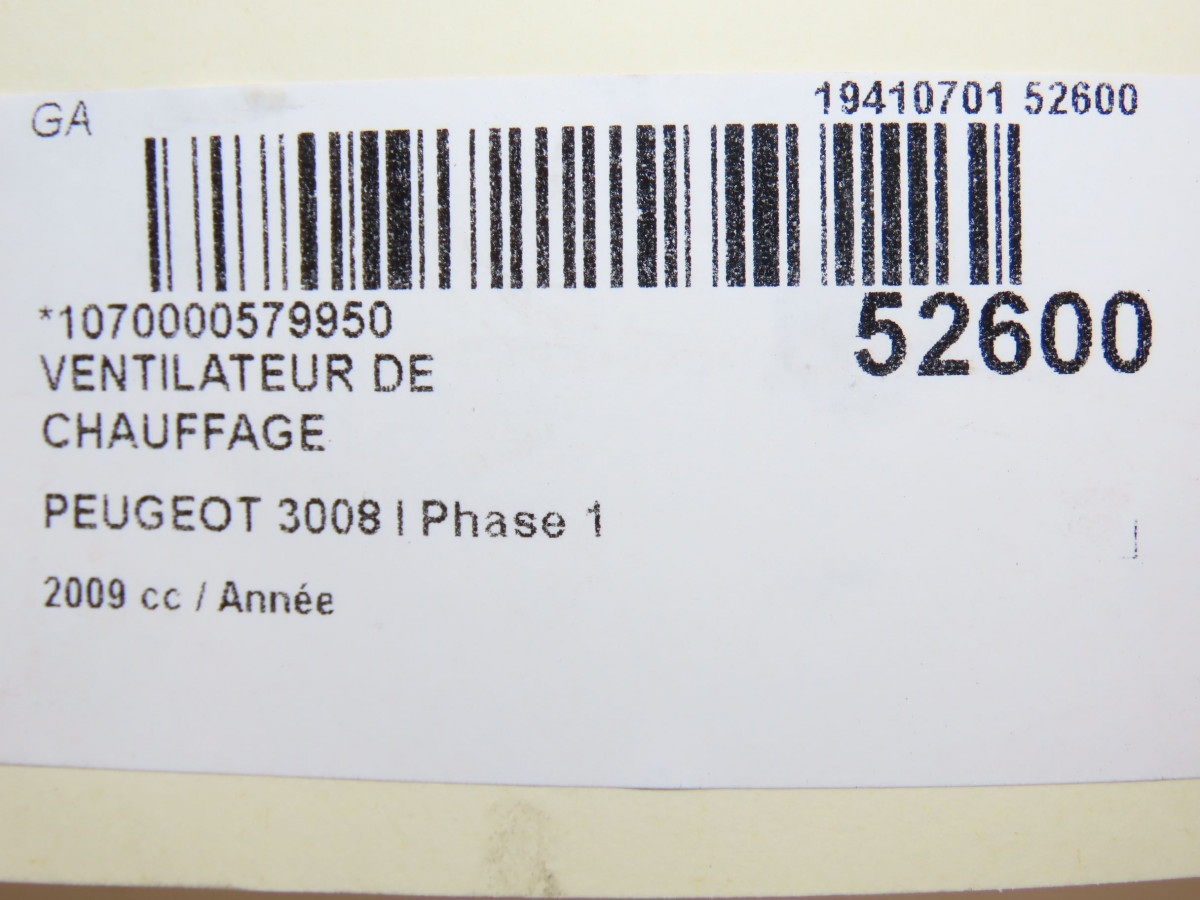 GA
19410701 52600
*1070000579950
52600
VENTILATEUR DE
CHAUFFAGE
PEUGEOT 3008 I Phase 1
2009 cc / Année